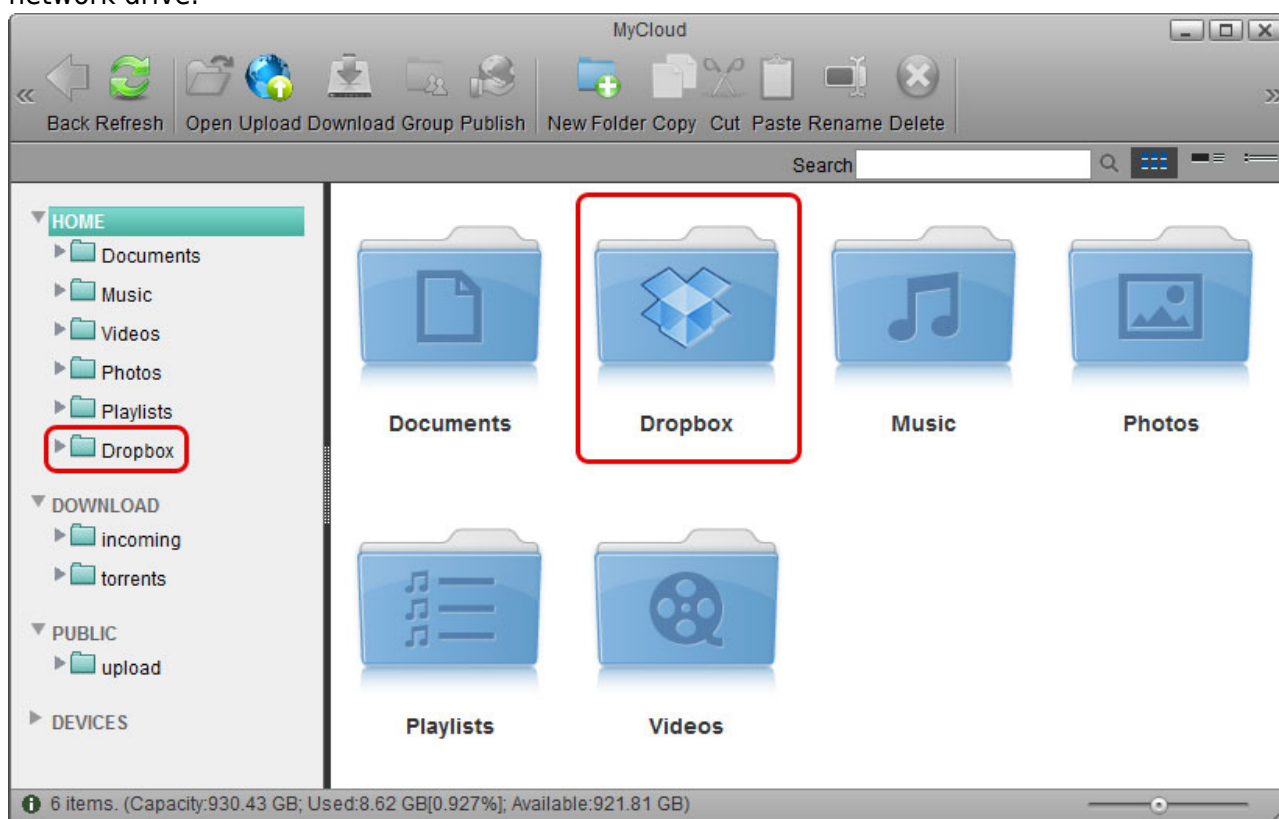 network drive.
MyCloud
Back Refresh Open Upload Download Group Publish New Folder Copy Cut Paste Rename Delete
Search
HOME
Documents
Music
Videos
Photos
Playlists
Dropbox
DOWNLOAD
incoming
torrents
PUBLIC
upload
DEVICES
Documents Dropbox Music Photos
Playlists Videos
6 items. (Capacity:930.43 GB; Used:8.62 GB[0.927%]; Available:921.81 GB)